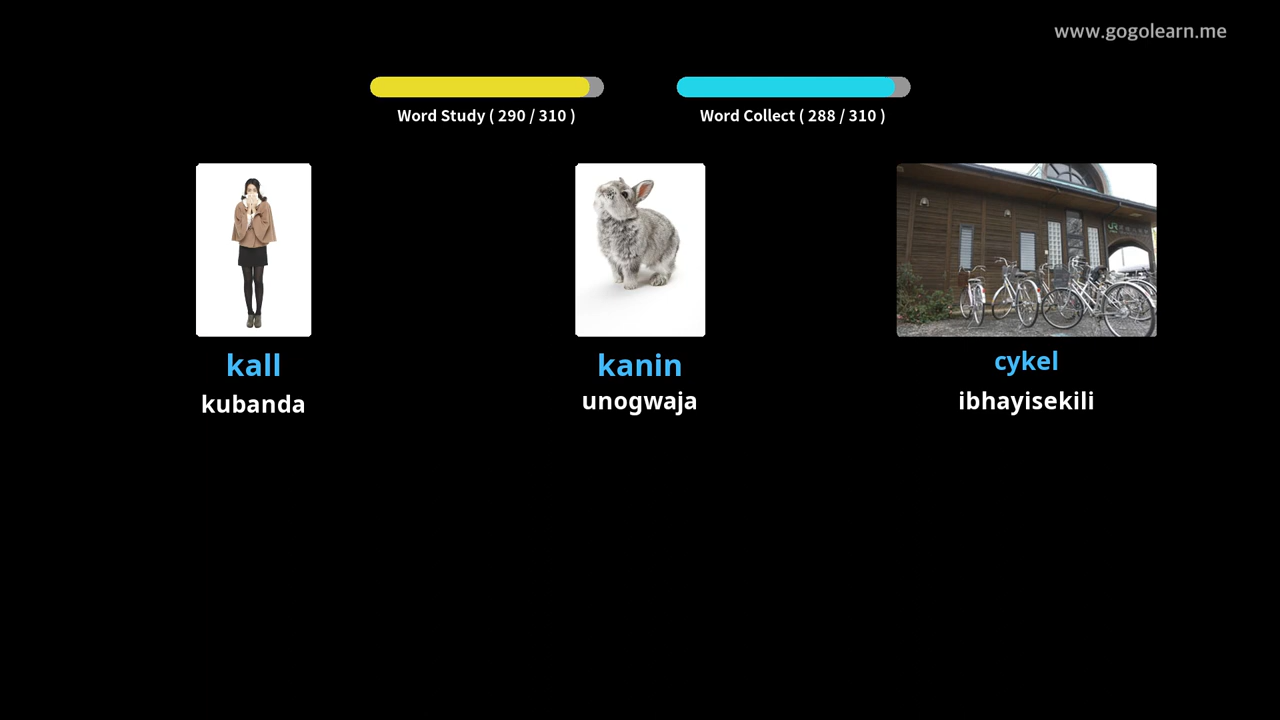 www.gogolearn.me
Word Study ( 290 / 310 )
Word Collect ( 288 / 310 )
kall
kubanda
kanin
unogwaja
cykel
ibhayisekili